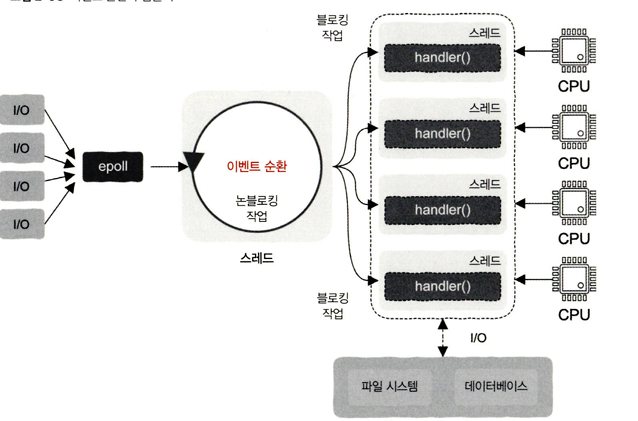 블로킹
작업
스레드
handler()
CPU
I/O
I/O
I/O
I/O
epoll
이벤트 순환
논블로킹
작업
스레드
스레드
handler()
CPU
스레드
handler()
CPU
블로킹
작업
스레드
handler()
CPU
I/O
파일 시스템
데이터베이스